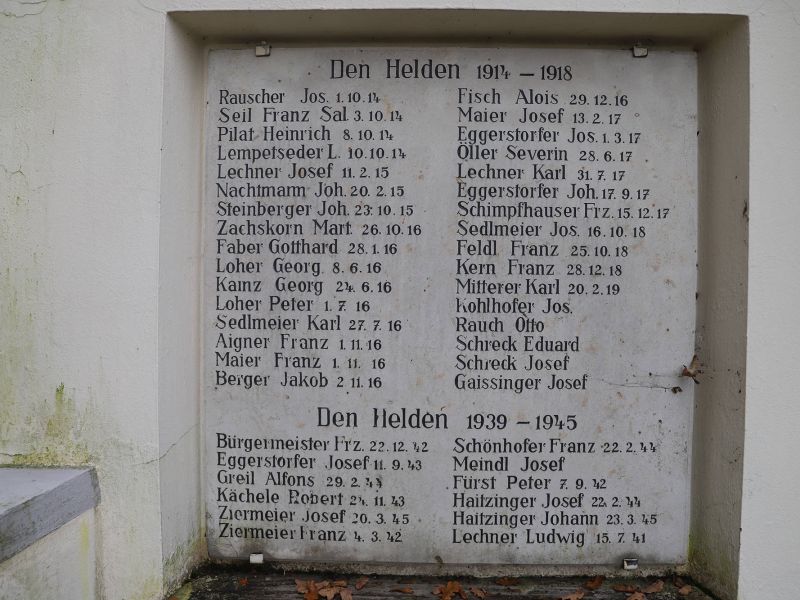 Den Helden 1914 – 1918
Rauscher Jos. 1.10.14
Seil Franz Sal. 3.10.14
Pilat Heinrich 8.10.14
Lempetseder L. 10.10.14
Lechner Josef 11.2.15
Nachtmann Joh. 20.2.15
Steinberger Joh. 23.10.15
Zachskorn Mart. 26.10.16
Faber Gotthard 28.1.16
Loher Georg 8.6.16
Kainz Georg 24.6.16
Loher Peter 1.7.16
Sedlmeier Karl 27.7.16
Aigner Franz 1.11.16
Maier Franz 1.11.16
Berger Jakob 2 11.16
Fisch Alois 29.12.16
Maier Josef 13.2.17
Eggerstorfer Jos. 1.3.17
Öller Severin 28.6.17
Lechner Karl 31.7.17
Eggerstorfer Joh. 17.9.17
Schimpfhauser Frz. 15.12.17
Sedlmeier Jos. 16.10.18
Feldl Franz 25.10.18
Kern Franz 28.12.18
Mitterer Karl 20.2.19
Kohlhofer Jos.
Rauch Otto
Schreck Eduard
Schreck Josef
Gaissinger Josef
Den Helden 1939 – 1945
Bürgermeister Frz. 22.12.42
Eggerstorfer Josef 11.9.43
Greil Alfons
Kächele Robert 24.11.43
Ziermeier Josef 20.3.45
Ziermeier Franz 4.3.42
Schönhofer Franz 22.2.44
Meindl Josef
Fürst Peter 7.9.42
Haitzinger Josef 22.2.44
Haitzinger Johann 23.3.45
Lechner Ludwig 15.7.41